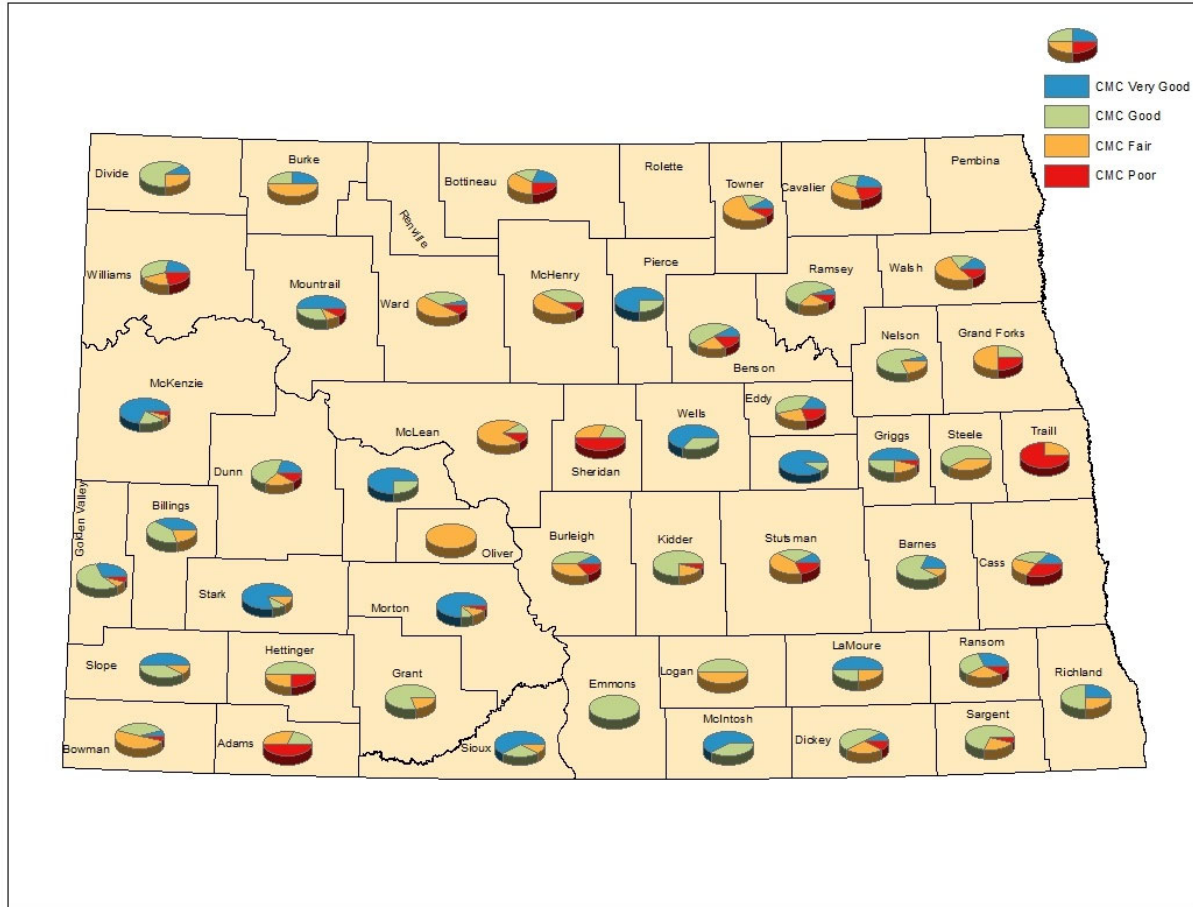 CMC Very Good
CMC Good
CMC Fair
CMC Poor
Divide
Burke
Renville
Bottineau
Rolette
Towner
Cavalier
Pembina
Williams
Mountrail
Ward
McHenry
Pierce
Benson
Ramsey
Walsh
Nelson
Grand Forks
McKenzie
Dunn
McLean
Sheridan
Wells
Eddy
Griggs
Steele
Traill
Golden Valley
Billings
Oliver
Burleigh
Kidder
Stutsman
Barnes
Cass
Stark
Morton
Slope
Hettinger
Grant
Emmons
Logan
LaMoure
Ransom
Richland
Bowman
Adams
Sioux
McIntosh
Dickey
Sargent